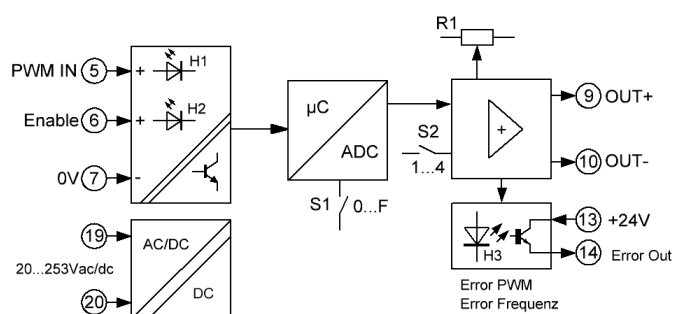 R1
PWM IN 5 + H1
Enable 6 + H2
0V 7 -
µC
ADC
S1 0...F
S2
1...4
+
9 OUT+
10 OUT-
13 +24V
14 Error Out
H3
Error PWM
Error Frequenz
19
AC/DC
20...253Vac/dc
DC
20